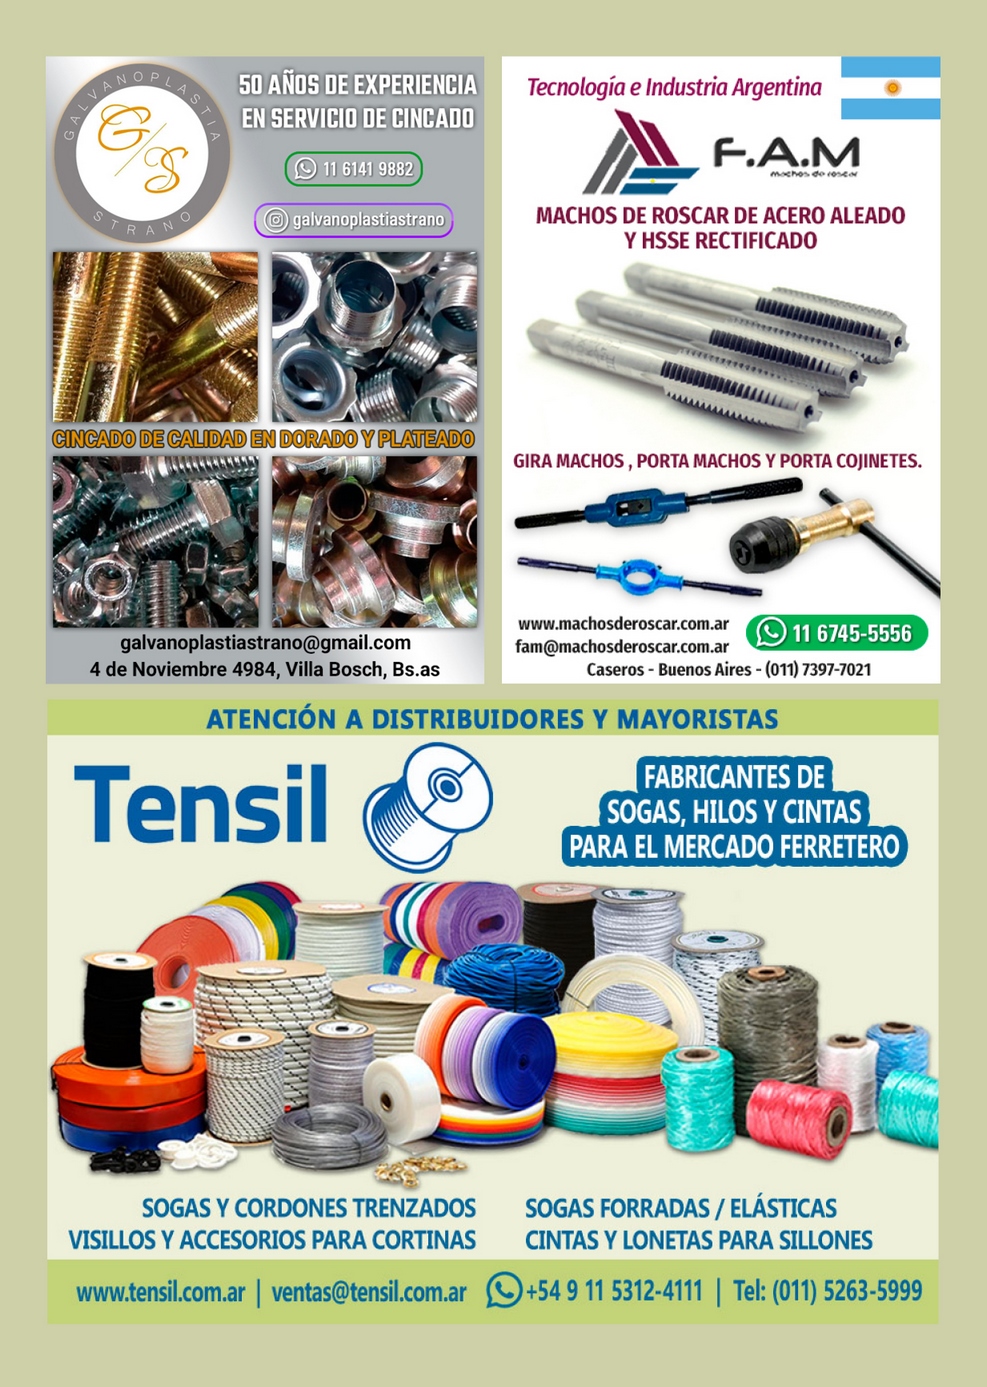 GALVANOPLASTIA
STRANO
G/S
50 AÑOS DE EXPERIENCIA
EN SERVICIO DE CINCADO
11 6141 9882
galvanoplastiastrano
CINCADO DE CALIDAD EN DORADO Y PLATEADO
galvanoplastiastrano@gmail.com
4 de Noviembre 4984, Villa Bosch, Bs.as
Tecnología e Industria Argentina
F.A.M
machos de roscar
MACHOS DE ROSCAR DE ACERO ALEADO
Y HSSE RECTIFICADO
GIRA MACHOS , PORTA MACHOS Y PORTA COJINETES.
www.machosderoscar.com.ar
fam@machosderoscar.com.ar
11 6745-5556
Caseros - Buenos Aires - (011) 7397-7021
ATENCIÓN A DISTRIBUIDORES Y MAYORISTAS
Tensil
FABRICANTES DE
SOGAS, HILOS Y CINTAS
PARA EL MERCADO FERRETERO
SOGAS Y CORDONES TRENZADOS
VISILLOS Y ACCESORIOS PARA CORTINAS
SOGAS FORRADAS / ELÁSTICAS
CINTAS Y LONETAS PARA SILLONES
www.tensil.com.ar | ventas@tensil.com.ar +54 9 11 5312-4111 | Tel: (011) 5263-5999